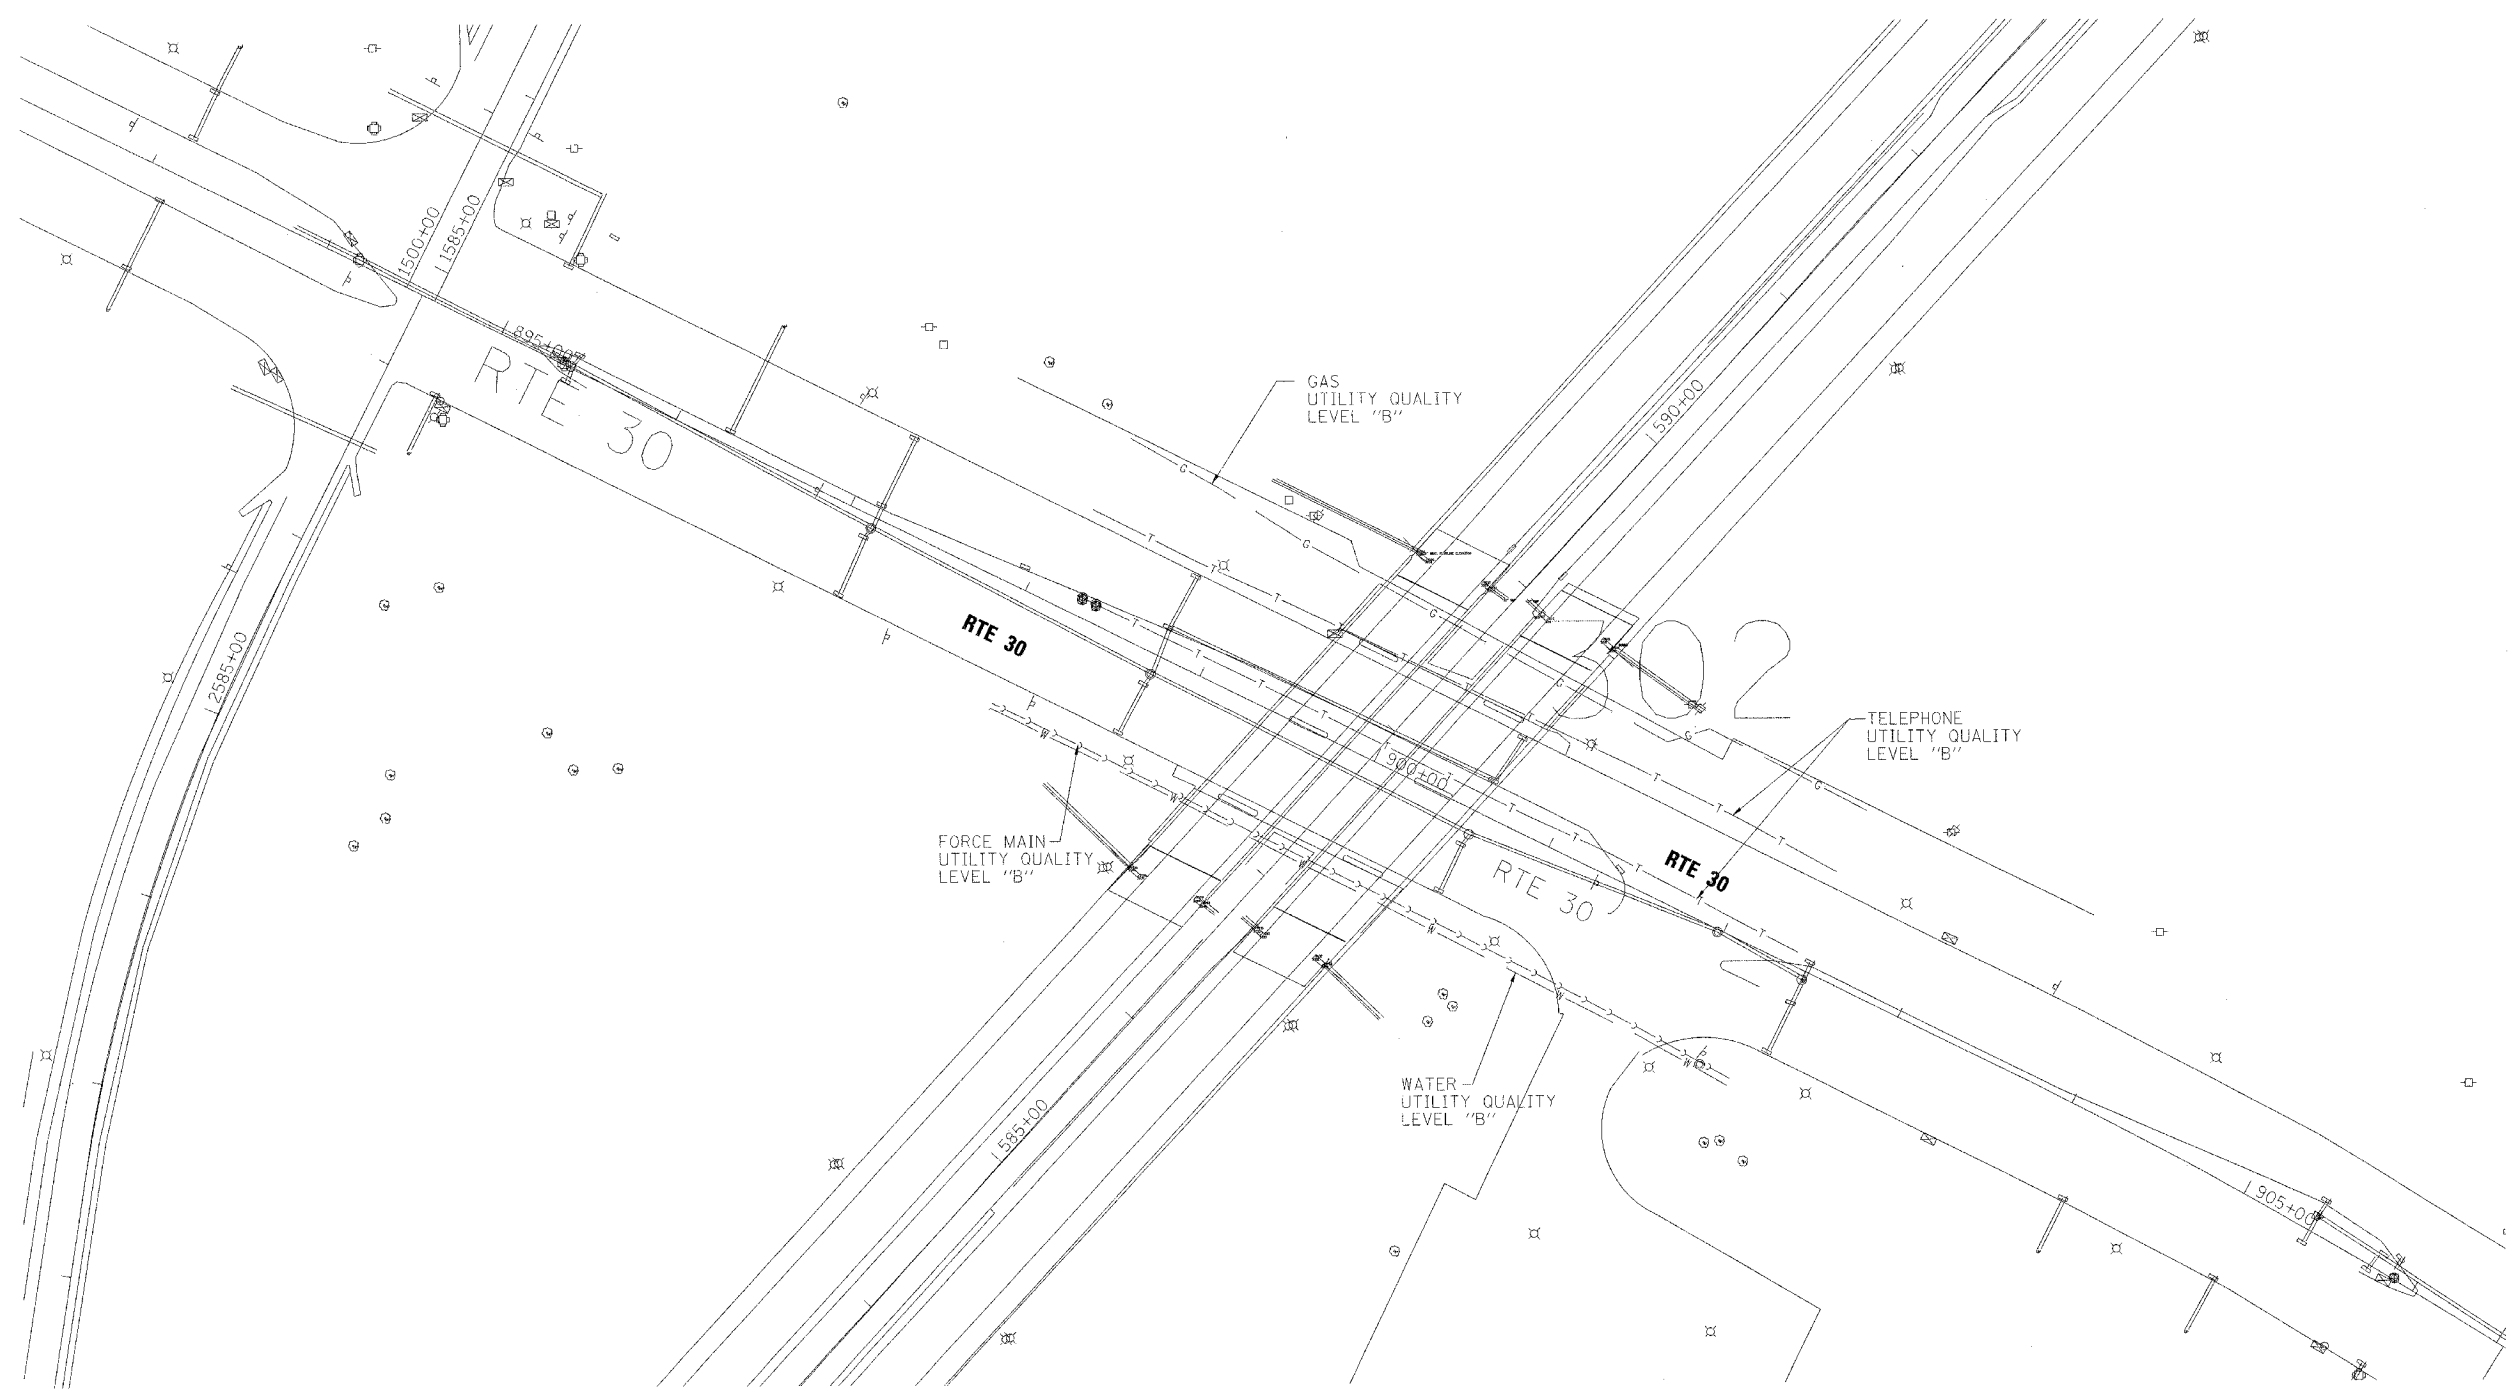 1500+00
1585+00
895+00
RTE 30
GAS
UTILITY QUALITY
LEVEL "B"
G
G
G
G
G
G
1590+00
T
T
T
T
T
T
T
T
T
T
RTE 30
2585+00
T
T
T
T
T
T
T
T
T
T
T
302
TELEPHONE
UTILITY QUALITY
LEVEL "B"
900+00
FORCE MAIN
UTILITY QUALITY
LEVEL "B"
W
W
W
W
W
W
RTE 30
RTE 30
WATER
UTILITY QUALITY
LEVEL "B"
1585+00
905+00